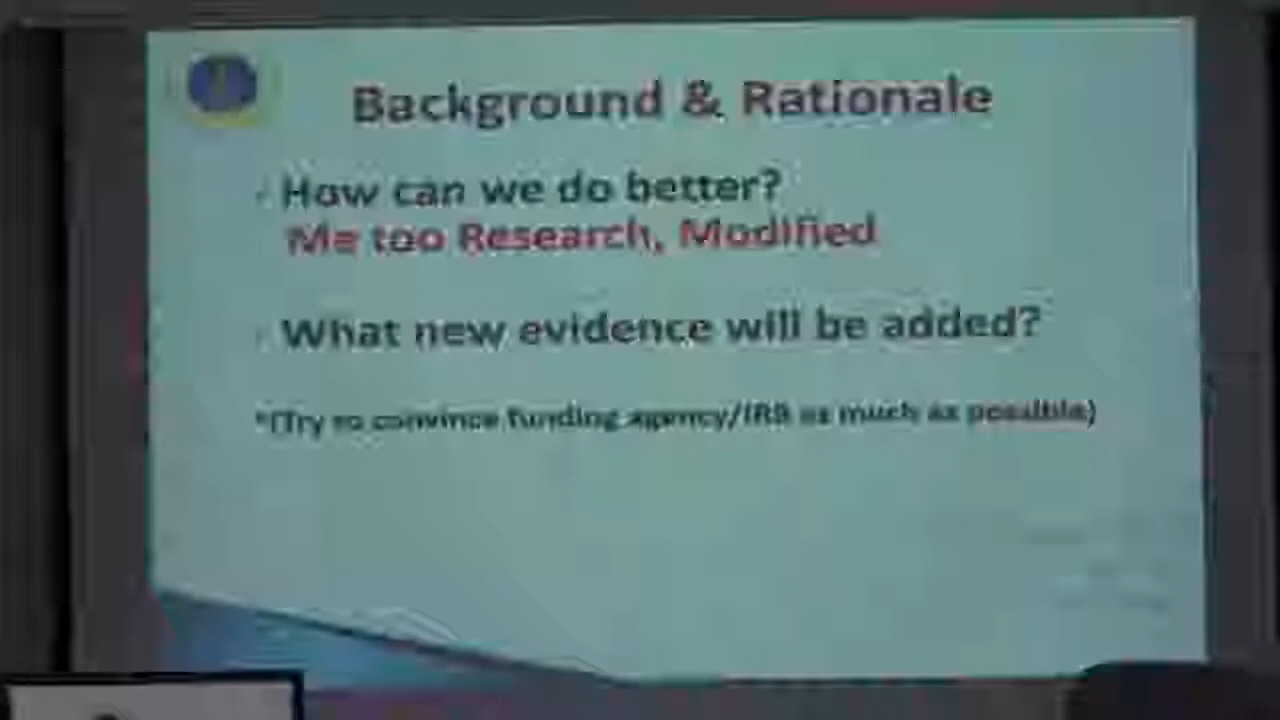 Background & Rationale
- How can we do better?
Me too Research, Modified
- What new evidence will be added?
*(Try to convince funding agency/IRB as much as possible)